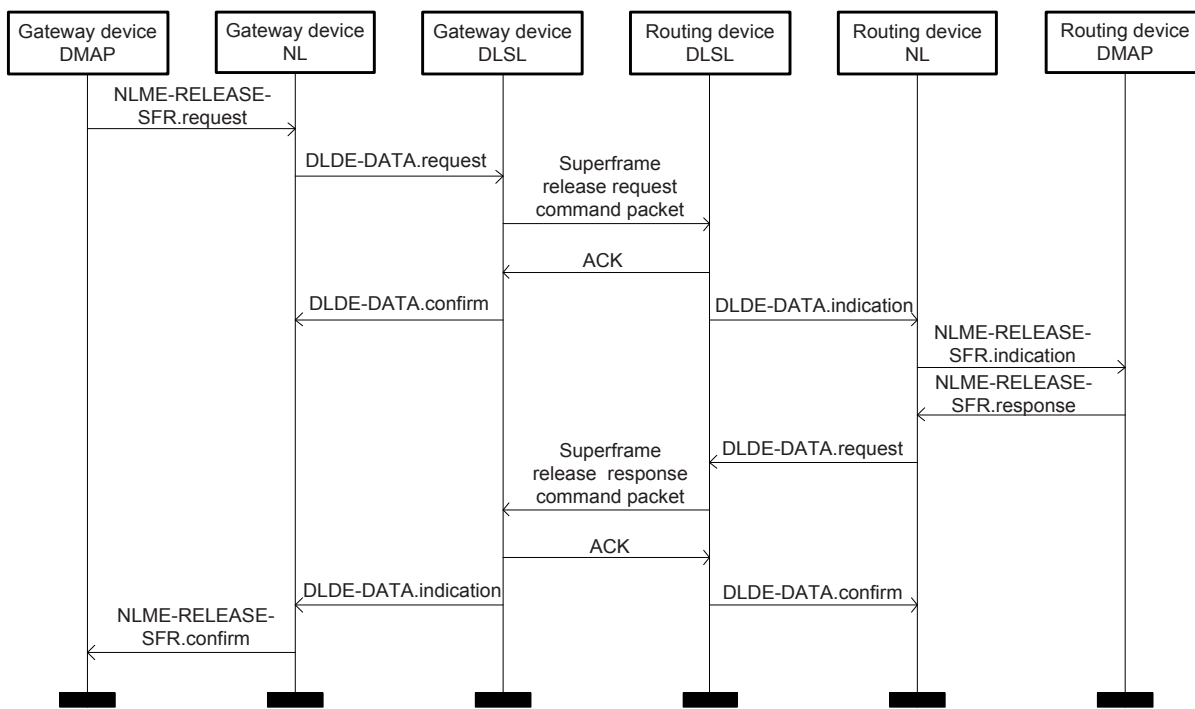 Gateway device
DMAP
Gateway device
NL
Gateway device
DLSL
Routing device
DLSL
Routing device
NL
Routing device
DMAP
NLME-RELEASE-
SFR.request
DLDE-DATA.request
Superframe
release request
command packet
ACK
DLDE-DATA.confirm
DLDE-DATA.indication
NLME-RELEASE-
SFR.indication
NLME-RELEASE-
SFR.response
DLDE-DATA.request
Superframe
release response
command packet
ACK
DLDE-DATA.indication
DLDE-DATA.confirm
NLME-RELEASE-
SFR.confirm